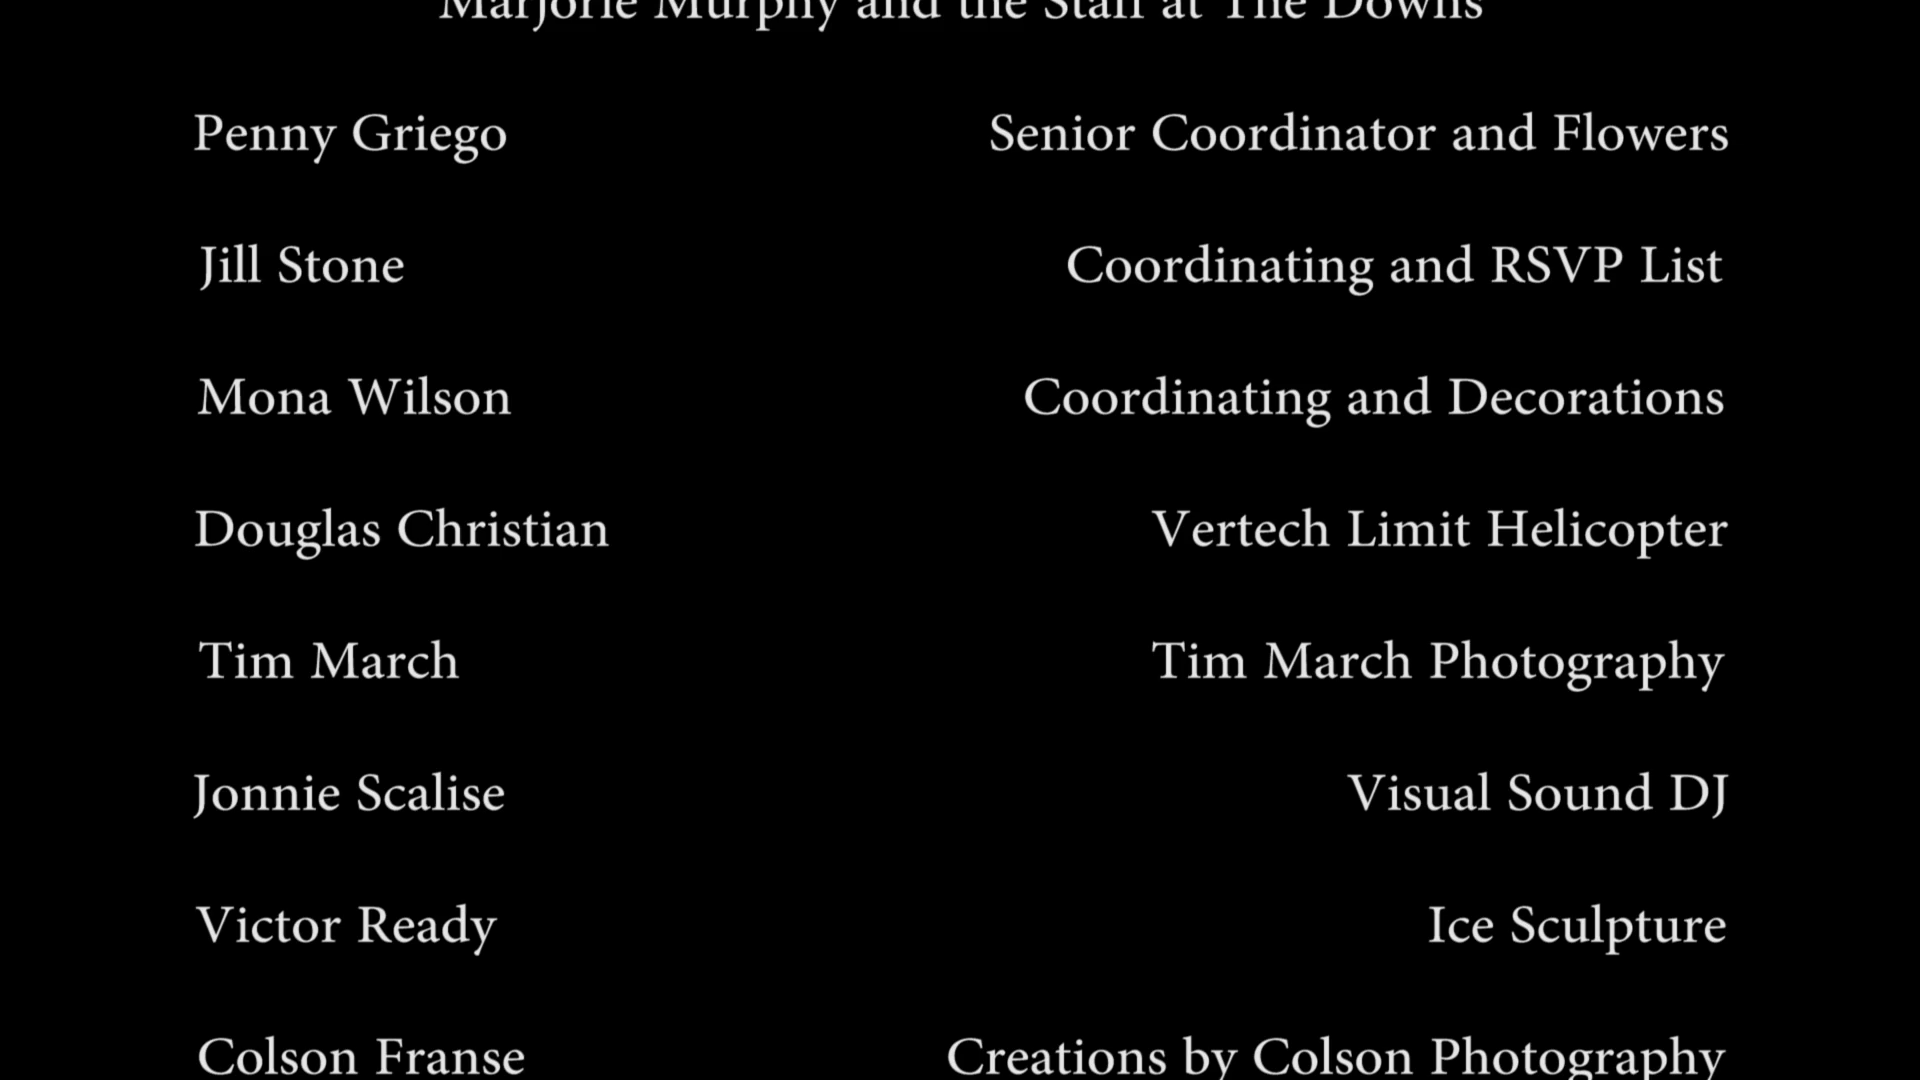 Marjorie Murphy and the Staff at The Downs
Penny Griego Senior Coordinator and Flowers
Jill Stone Coordinating and RSVP List
Mona Wilson Coordinating and Decorations
Douglas Christian Vertech Limit Helicopter
Tim March Tim March Photography
Jonnie Scalise Visual Sound DJ
Victor Ready Ice Sculpture
Colson Franse Creations by Colson Photography